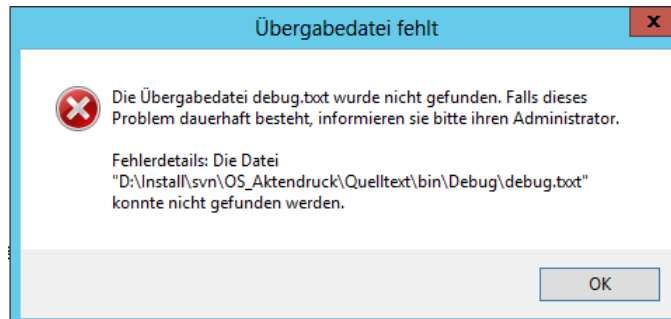 Übergabedatei fehlt
x
Die Übergabedatei debug.txxt wurde nicht gefunden. Falls dieses
Problem dauerhaft besteht, informieren sie bitte ihren Administrator.
Fehlerdetails: Die Datei
"D:\Install\svn\OS_Aktendruck\Quelltext\bin\Debug\debug.txxt"
konnte nicht gefunden werden.
OK